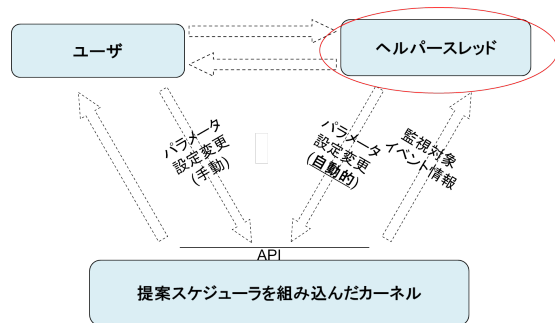 ユーザ
ヘルパースレッド
パラメータ
設定変更
(手動)
パラメータ
設定変更
(自動的)
監視対象
イベント情報
API
提案スケジューラを組み込んだカーネル